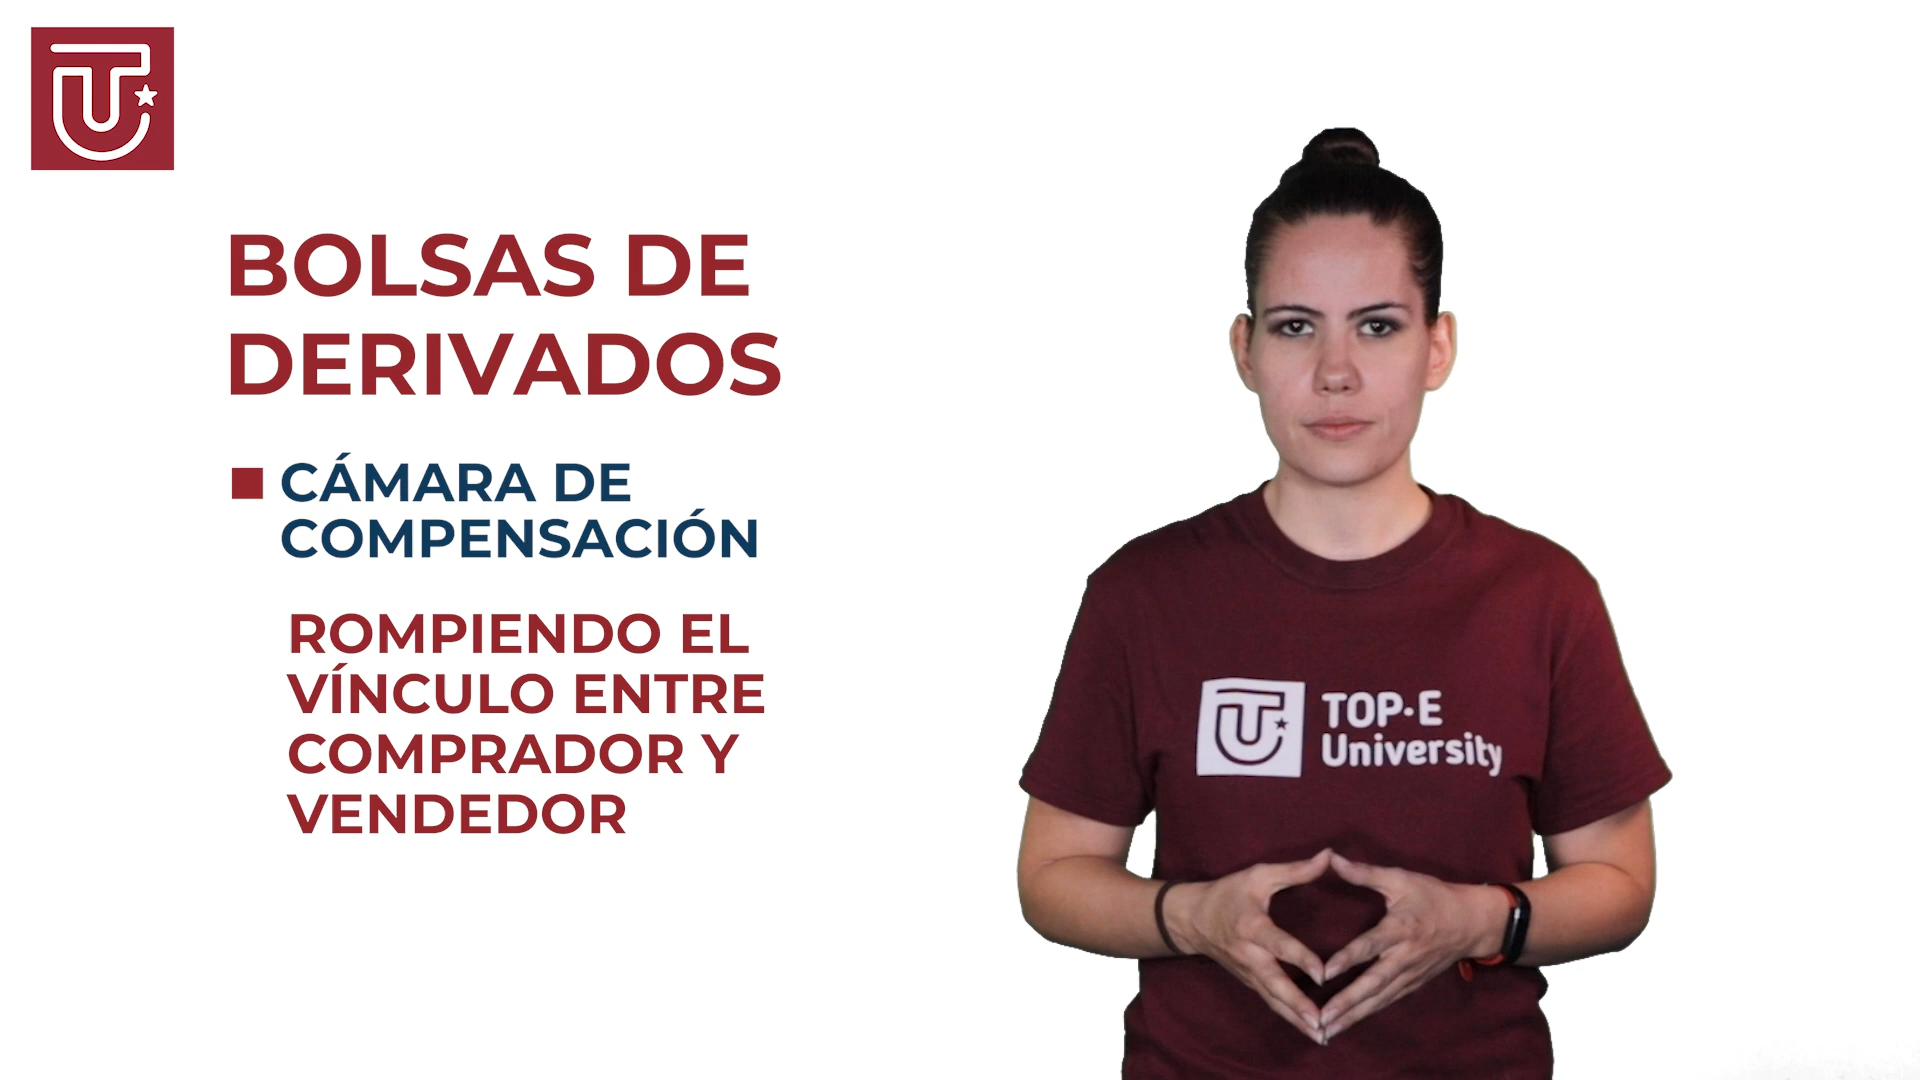 BOLSAS DE
DERIVADOS
CÁMARA DE
COMPENSACIÓN
ROMPIENDO EL
VÍNCULO ENTRE
COMPRADOR Y
VENDEDOR
TOP·E
University